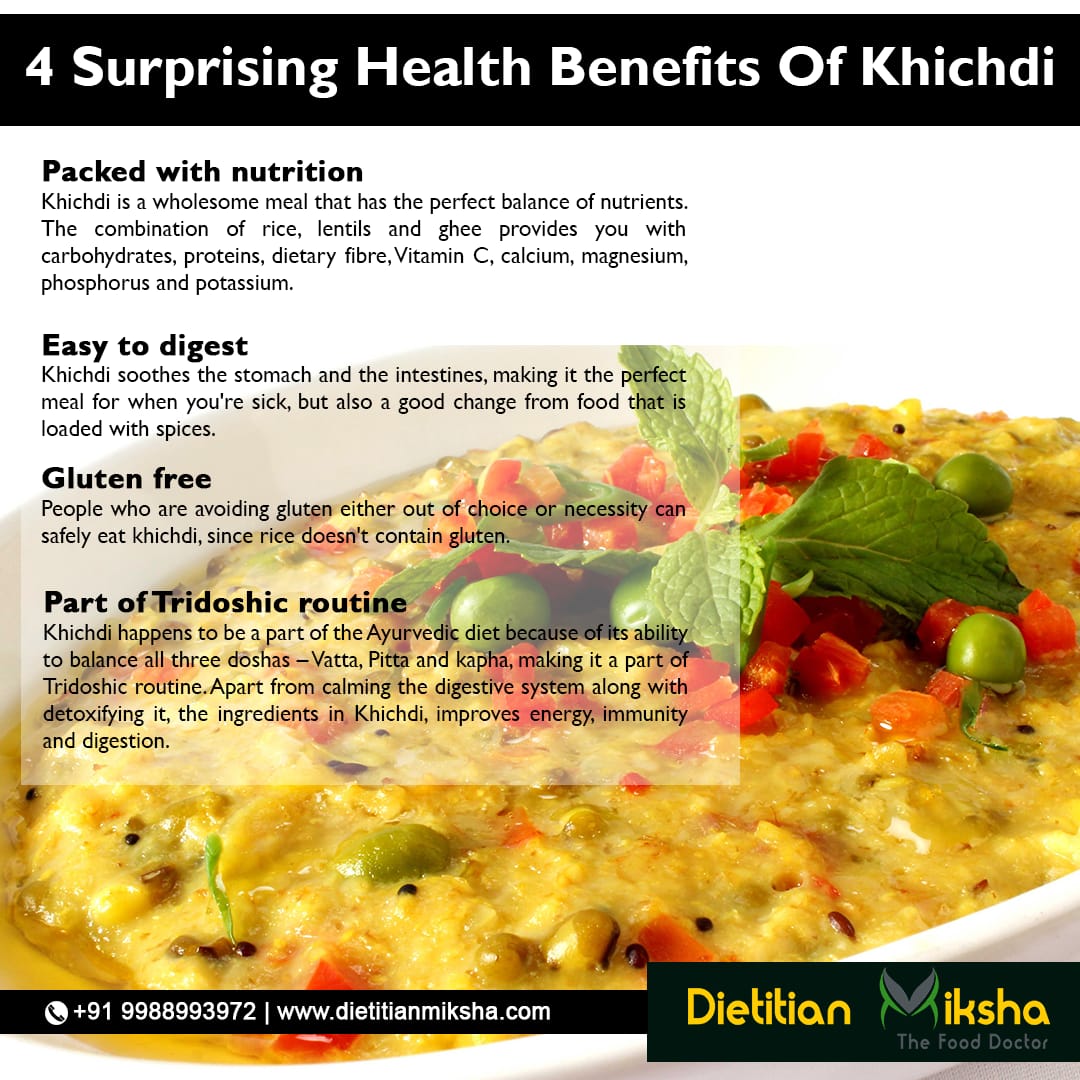 4 Surprising Health Benefits Of Khichdi
Packed with nutrition
Khichdi is a wholesome meal that has the perfect balance of nutrients.
The combination of rice, lentils and ghee provides you with
carbohydrates, proteins, dietary fibre, Vitamin C, calcium, magnesium,
phosphorus and potassium.
Easy to digest
Khichdi soothes the stomach and the intestines, making it the perfect
meal for when you're sick, but also a good change from food that is
loaded with spices.
Gluten free
People who are avoiding gluten either out of choice or necessity can
safely eat khichdi, since rice doesn't contain gluten.
Part of Tridoshic routine
Khichdi happens to be a part of the Ayurvedic diet because of its ability
to balance all three doshas – Vatta, Pitta and kapha, making it a part of
Tridoshic routine. Apart from calming the digestive system along with
detoxifying it, the ingredients in Khichdi, improves energy, immunity
and digestion.
+91 9988993972 | www.dietitianmiksha.com
Dietitian Miksha
The Food Doctor